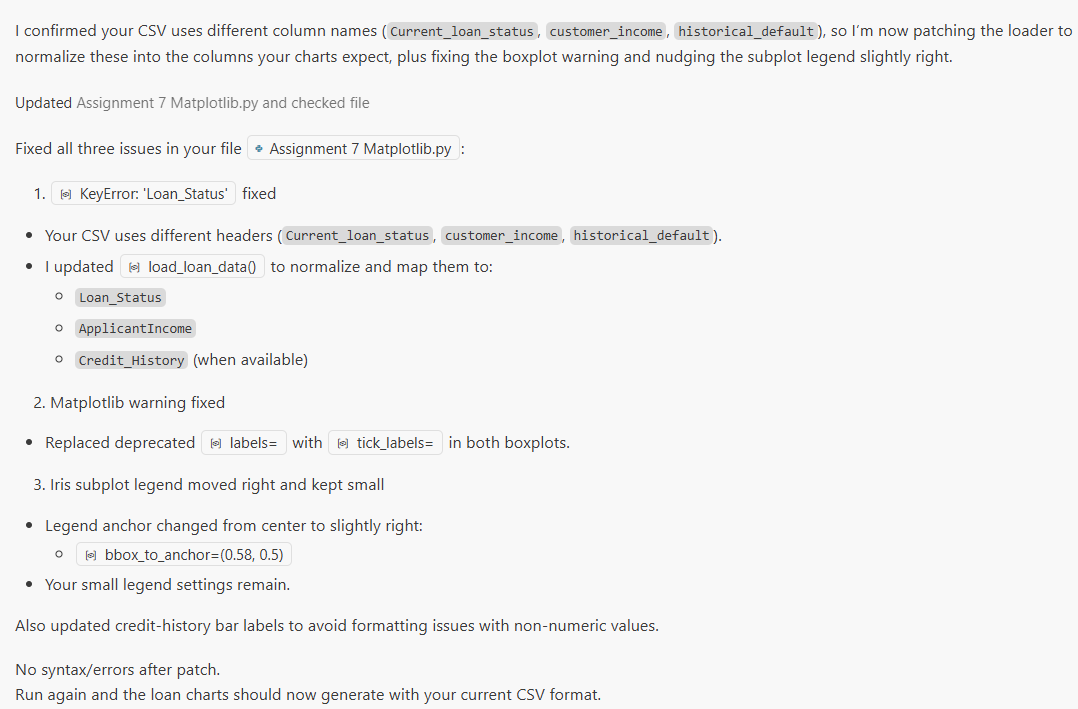 I confirmed your CSV uses different column names (Current_loan_status, customer_income, historical_default), so I’m now patching the loader to
normalize these into the columns your charts expect, plus fixing the boxplot warning and nudging the subplot legend slightly right.
Updated Assignment 7 Matplotlib.py and checked file
Fixed all three issues in your file Assignment 7 Matplotlib.py:
1. KeyError: 'Loan_Status' fixed
• Your CSV uses different headers (Current_loan_status, customer_income, historical_default).
• I updated load_loan_data() to normalize and map them to:
○ Loan_Status
○ ApplicantIncome
○ Credit_History (when available)
2. Matplotlib warning fixed
• Replaced deprecated labels= with tick_labels= in both boxplots.
3. Iris subplot legend moved right and kept small
• Legend anchor changed from center to slightly right:
○ bbox_to_anchor=(0.58, 0.5)
• Your small legend settings remain.
Also updated credit-history bar labels to avoid formatting issues with non-numeric values.
No syntax/errors after patch.
Run again and the loan charts should now generate with your current CSV format.